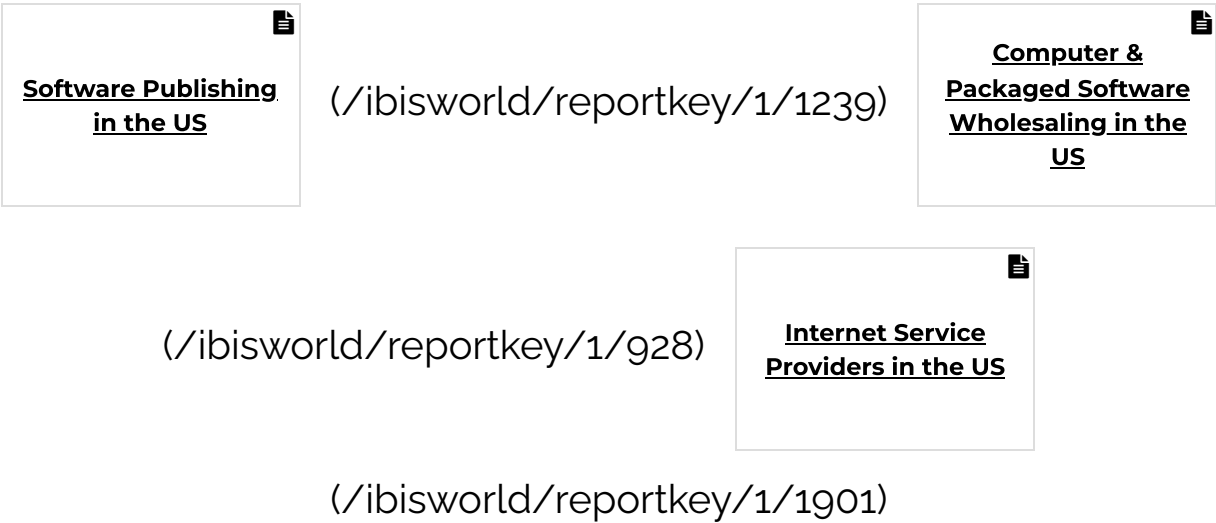 Software Publishing
in the US
(/ibisworld/reportkey/1/1239)
Computer &
Packaged Software
Wholesaling in the
US
(/ibisworld/reportkey/1/928)
Internet Service
Providers in the US
(/ibisworld/reportkey/1/1901)